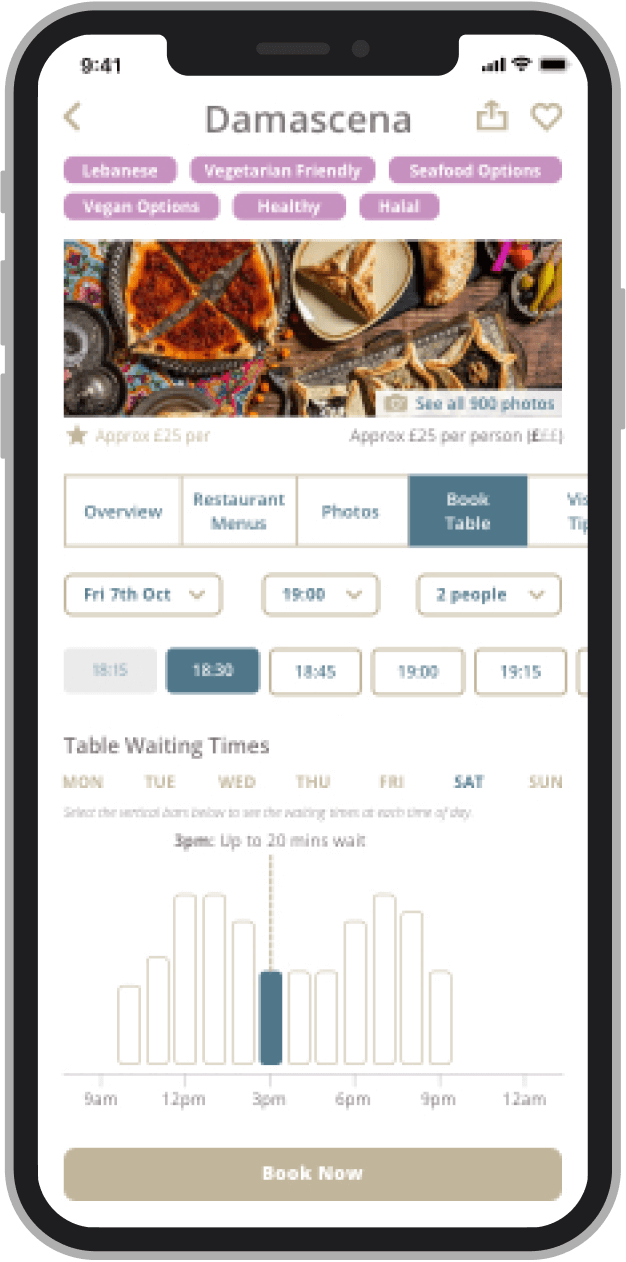 9:41
Damascena
Lebanese Vegetarian Friendly Seafood Options
Vegan Options Healthy Halal
See all 900 photos
Approx £25 per Approx £25 per person (£££)
Overview Restaurant Menus Photos Book Table Vis Tip
Fri 7th Oct 19:00 2 people
18:15 18:30 18:45 19:00 19:15
Table Waiting Times
MON TUE WED THU FRI SAT SUN
Select the vertical bars below to see the waiting times at each time of day.
3pm: Up to 20 mins wait
9am 12pm 3pm 6pm 9pm 12am
Book Now